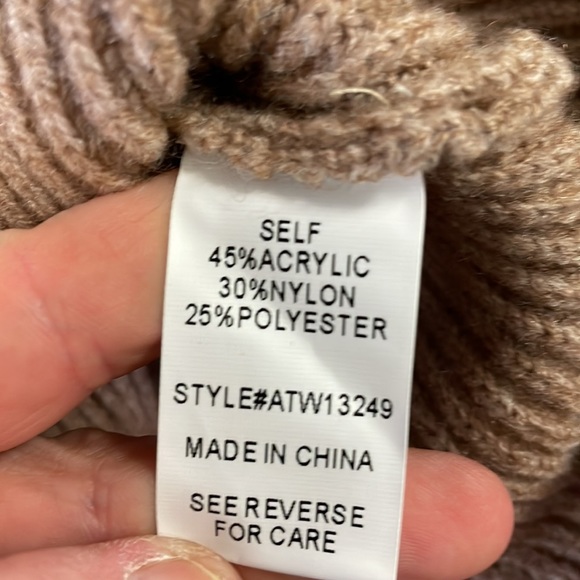 SELF
45%ACRYLIC
30%NYLON
25%POLYESTER
STYLE#ATW13249
MADE IN CHINA
SEE REVERSE
FOR CARE